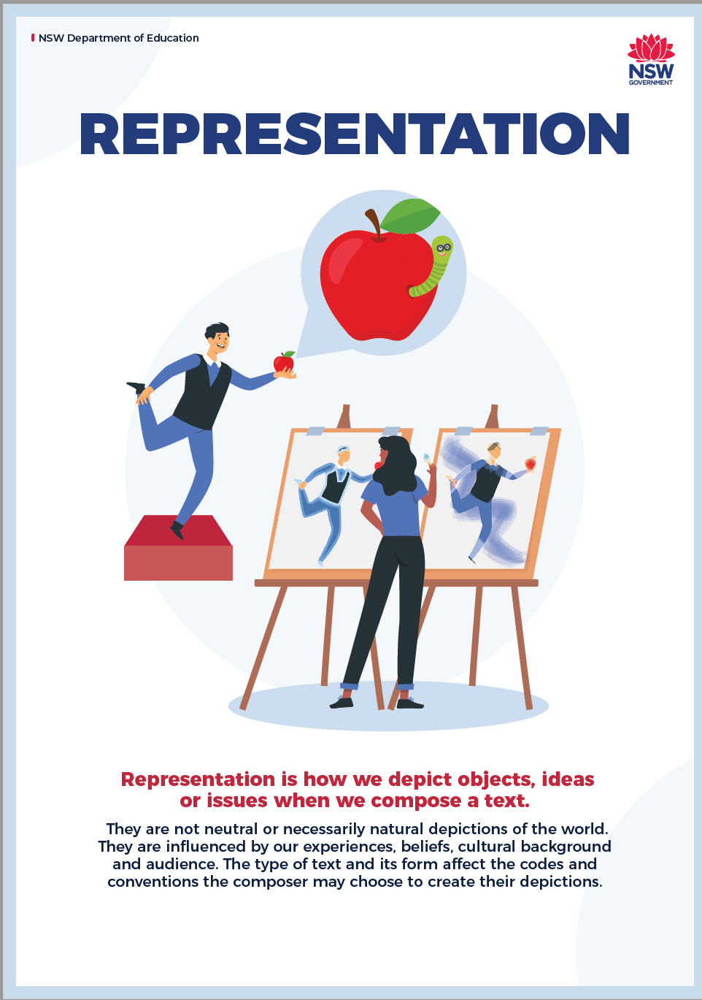 NSW Department of Education
NSW
GOVERNMENT
REPRESENTATION
Representation is how we depict objects, ideas
or issues when we compose a text.
They are not neutral or necessarily natural depictions of the world.
They are influenced by our experiences, beliefs, cultural background
and audience. The type of text and its form affect the codes and
conventions the composer may choose to create their depictions.